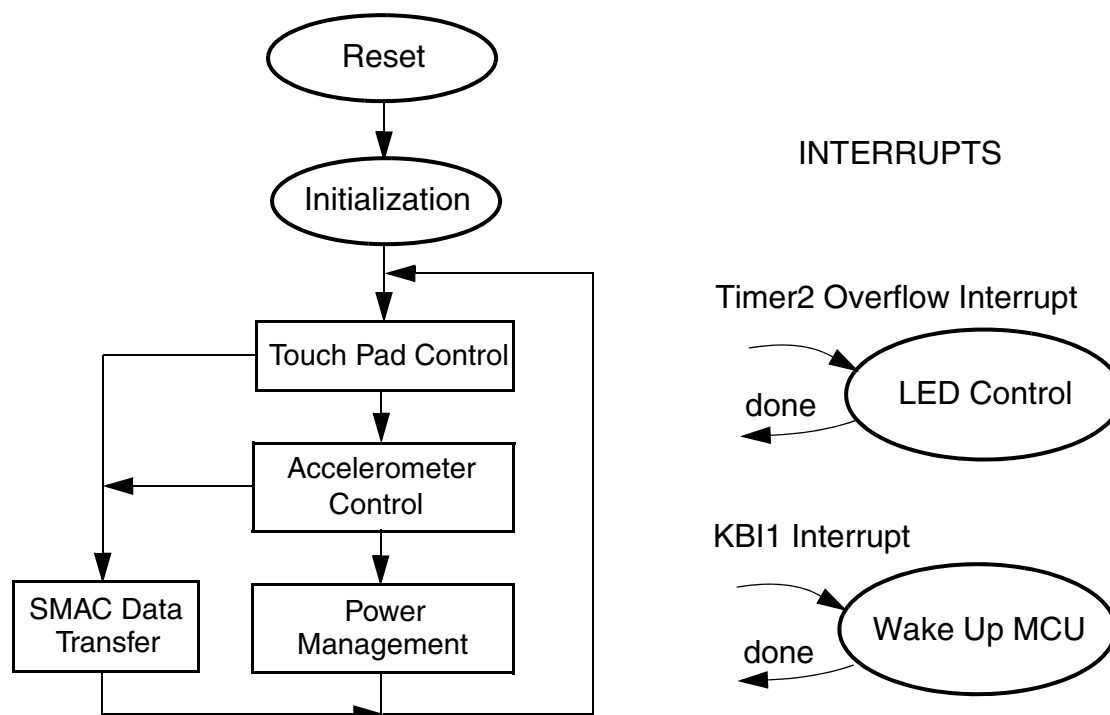 Reset
Initialization
Touch Pad Control
Accelerometer
Control
SMAC Data
Transfer
Power
Management
INTERRUPTS
Timer2 Overflow Interrupt
LED Control
done
KBI1 Interrupt
Wake Up MCU
done